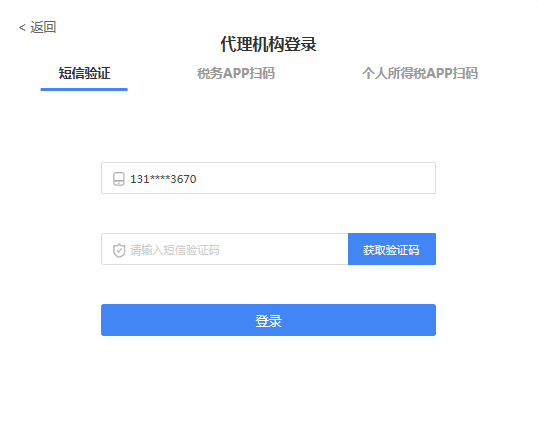 < 返回
代理机构登录
短信验证 税务APP扫码 个人所得税APP扫码
131****3670
请输入短信验证码 获取验证码
登录